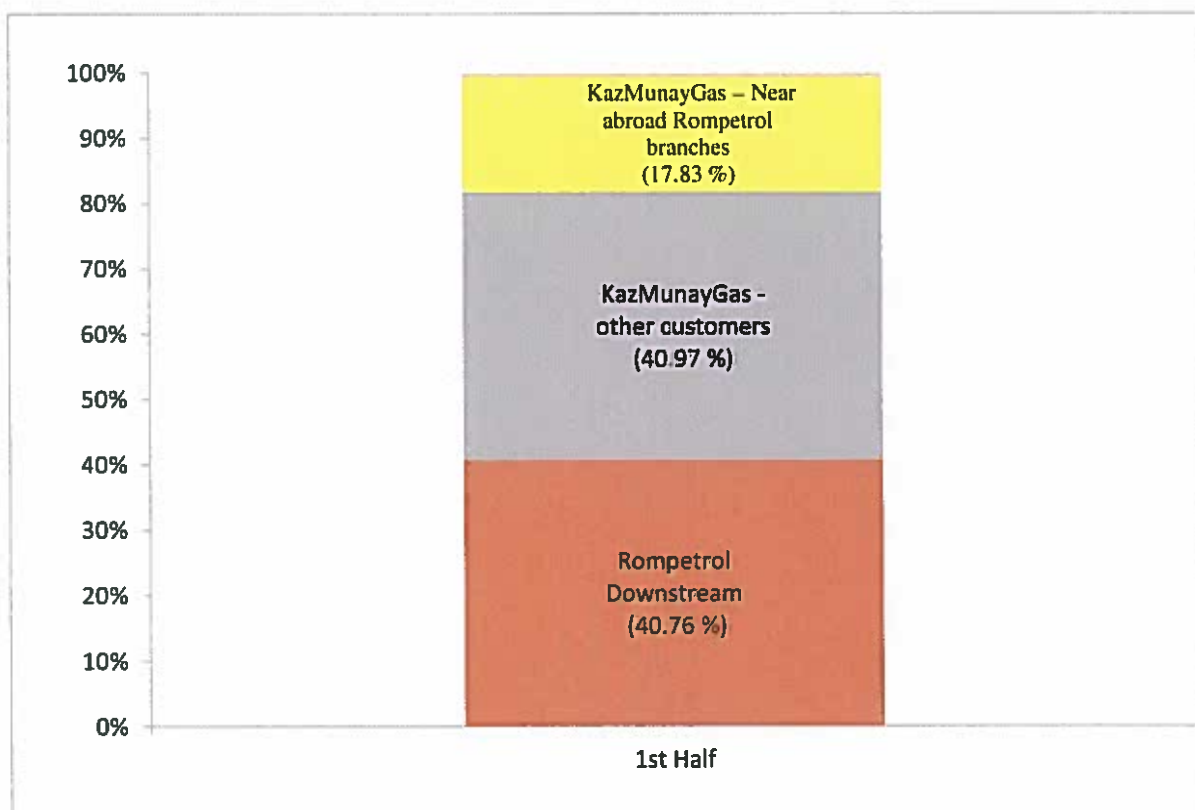 100%
90%
80%
70%
60%
50%
40%
30%
20%
10%
0%
KazMunayGas – Near
abroad Rompetrol
branches
(17.83 %)
KazMunayGas -
other customers
(40.97 %)
Rompetrol
Downstream
(40.76 %)
1st Half